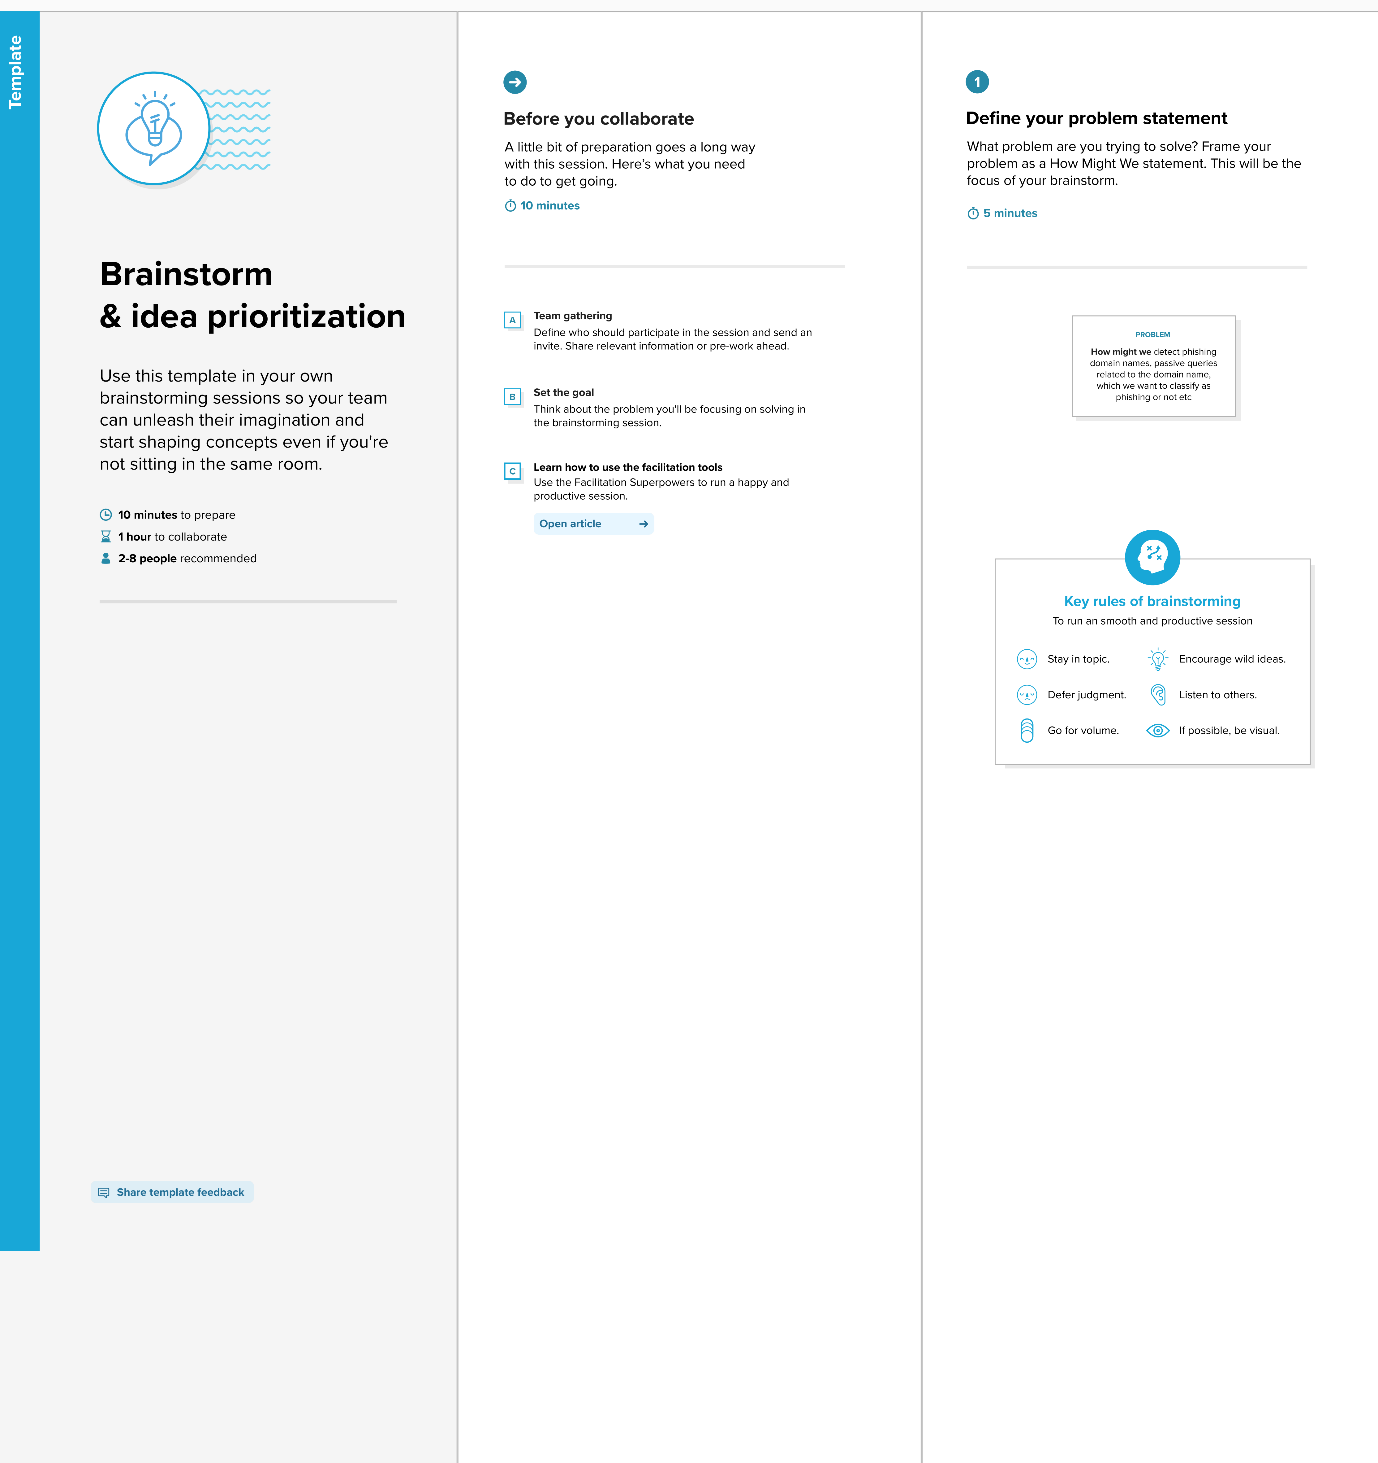 Template
Brainstorm
& idea prioritization
Use this template in your own
brainstorming sessions so your team
can unleash their imagination and
start shaping concepts even if you're
not sitting in the same room.
10 minutes to prepare
1 hour to collaborate
2-8 people recommended
Share template feedback
Before you collaborate
A little bit of preparation goes a long way
with this session. Here's what you need
to do to get going.
10 minutes
A
Team gathering
Define who should participate in the session and send an
invite. Share relevant information or pre-work ahead.
B
Set the goal
Think about the problem you'll be focusing on solving in
the brainstorming session.
C
Learn how to use the facilitation tools
Use the Facilitation Superpowers to run a happy and
productive session.
Open article
1
Define your problem statement
What problem are you trying to solve? Frame your
problem as a How Might We statement. This will be the
focus of your brainstorm.
5 minutes
PROBLEM
How might we detect phishing
domain names, passive queries
related to the domain name,
which we want to classify as
phishing or not etc
Key rules of brainstorming
To run an smooth and productive session
Stay in topic.
Encourage wild ideas.
Defer judgment.
Listen to others.
Go for volume.
If possible, be visual.